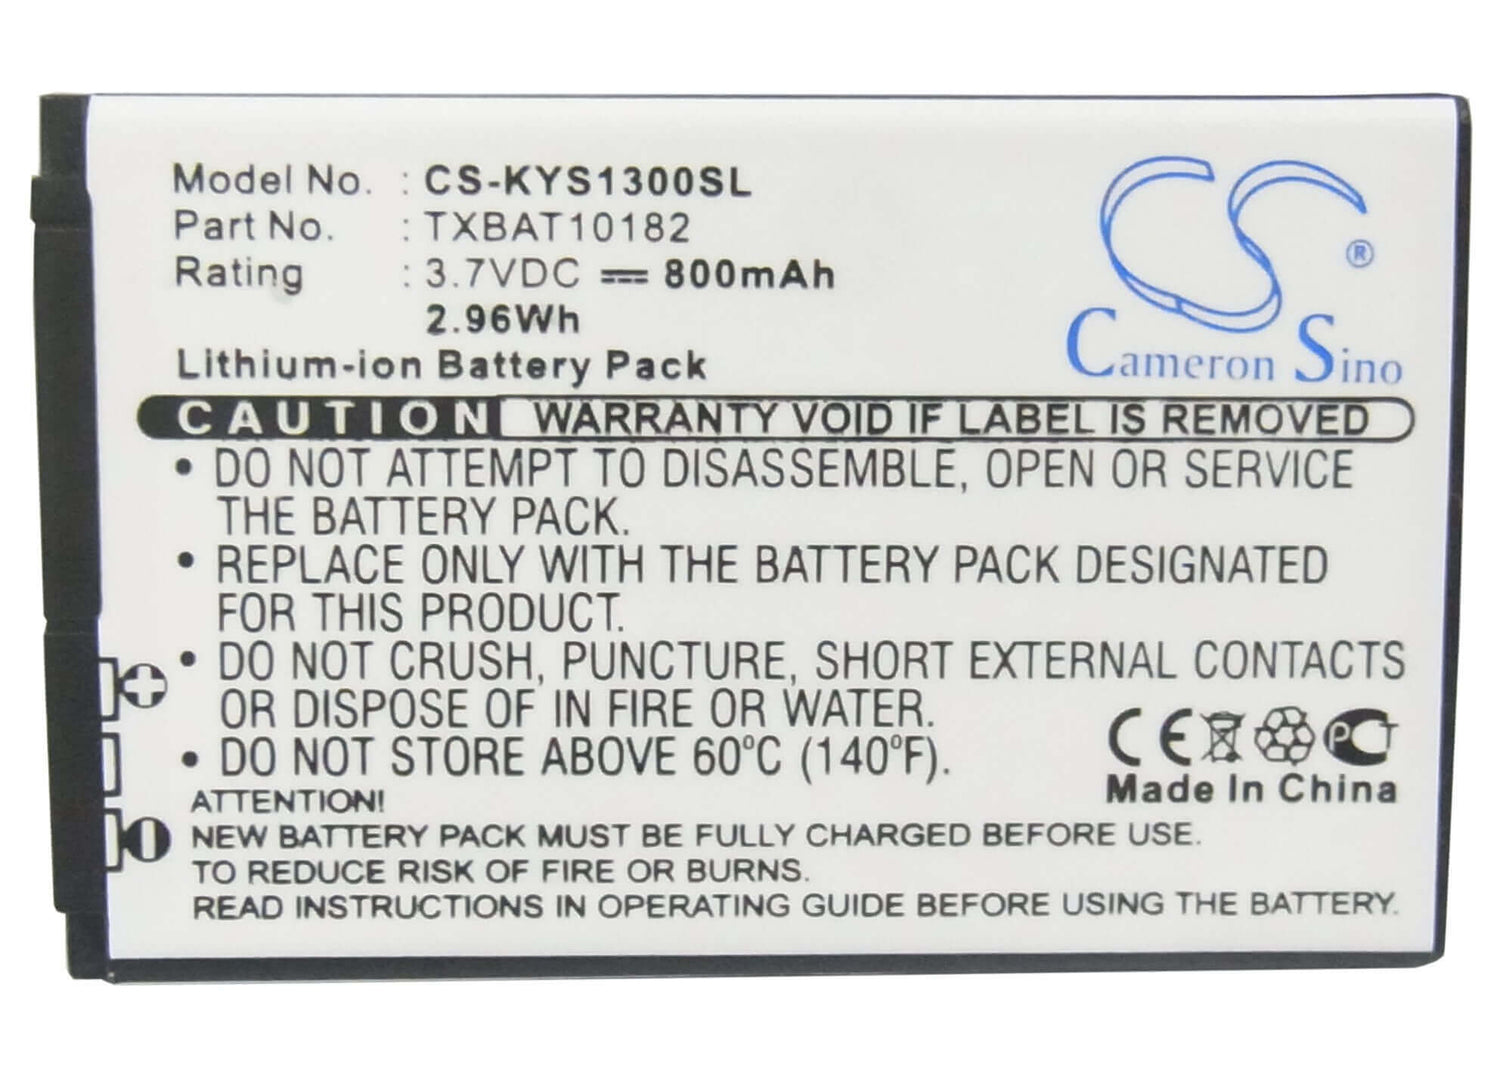 Model No. : CS-KYS1300SL
Part No. : TXBAT10182
Rating : 3.7VDC ⎓ 800mAh
2.96Wh
Lithium-ion Battery Pack
CS
®
Cameron Sino
CAUTION WARRANTY VOID IF LABEL IS REMOVED
• DO NOT ATTEMPT TO DISASSEMBLE, OPEN OR SERVICE
THE BATTERY PACK.
• REPLACE ONLY WITH THE BATTERY PACK DESIGNATED
FOR THIS PRODUCT.
• DO NOT CRUSH, PUNCTURE, SHORT EXTERNAL CONTACTS
OR DISPOSE OF IN FIRE OR WATER.
• DO NOT STORE ABOVE 60°C (140°F).
CE PCT
Made In China
ATTENTION!
NEW BATTERY PACK MUST BE FULLY CHARGED BEFORE USE.
TO REDUCE RISK OF FIRE OR BURNS.
READ INSTRUCTIONS IN OPERATING GUIDE BEFORE USING THE BATTERY.
+
-